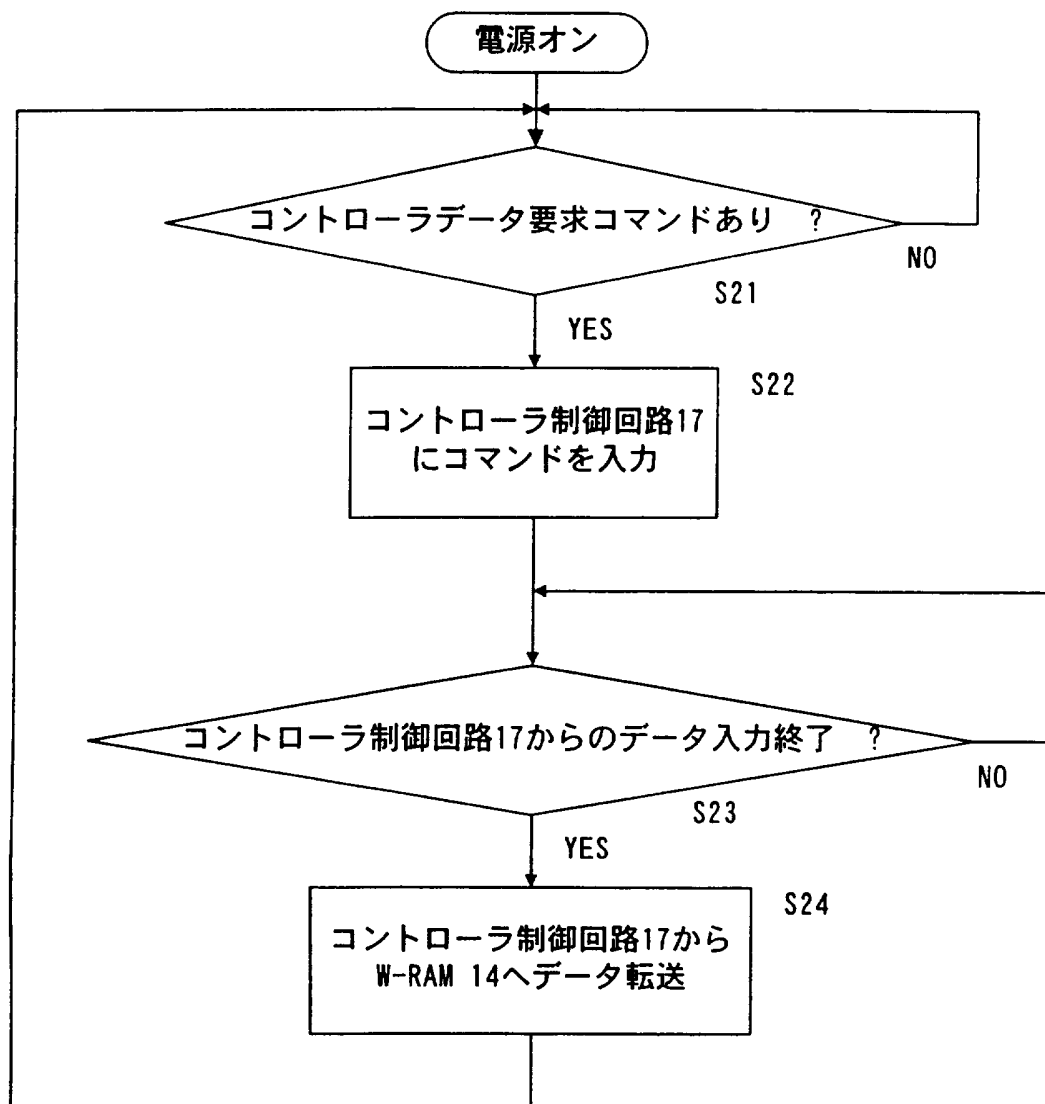 電源オン
コントローラデータ要求コマンドあり ?
NO
S21
YES
S22
コントローラ制御回路17
にコマンドを入力
コントローラ制御回路17からのデータ入力終了 ?
NO
S23
YES
S24
コントローラ制御回路17から
W-RAM 14へデータ転送